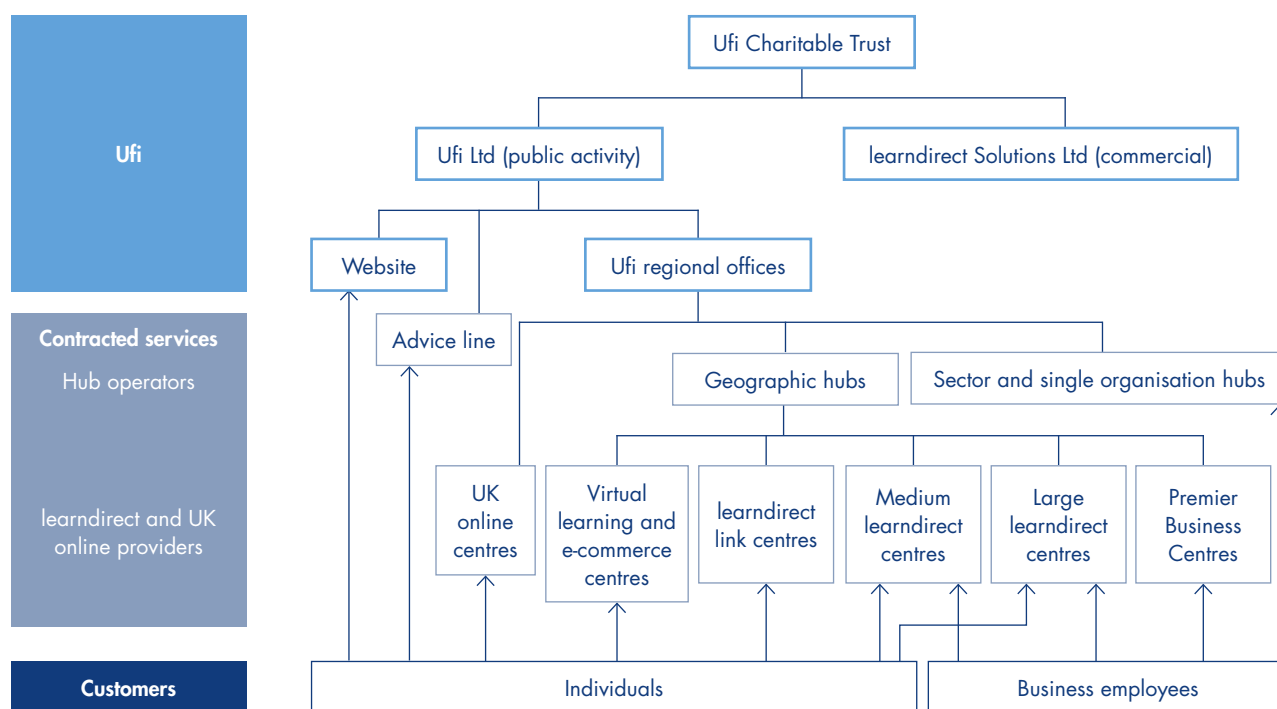 Ufi Charitable Trust
Ufi
Ufi Ltd (public activity)
learndirect Solutions Ltd (commercial)
Website
Ufi regional offices
Contracted services
Hub operators
Advice line
Geographic hubs
Sector and single organisation hubs
learndirect and UK
online providers
UK
online
centres
Virtual
learning and
e-commerce
centres
learndirect
link centres
Medium
learndirect
centres
Large
learndirect
centres
Premier
Business
Centres
Customers
Individuals
Business employees